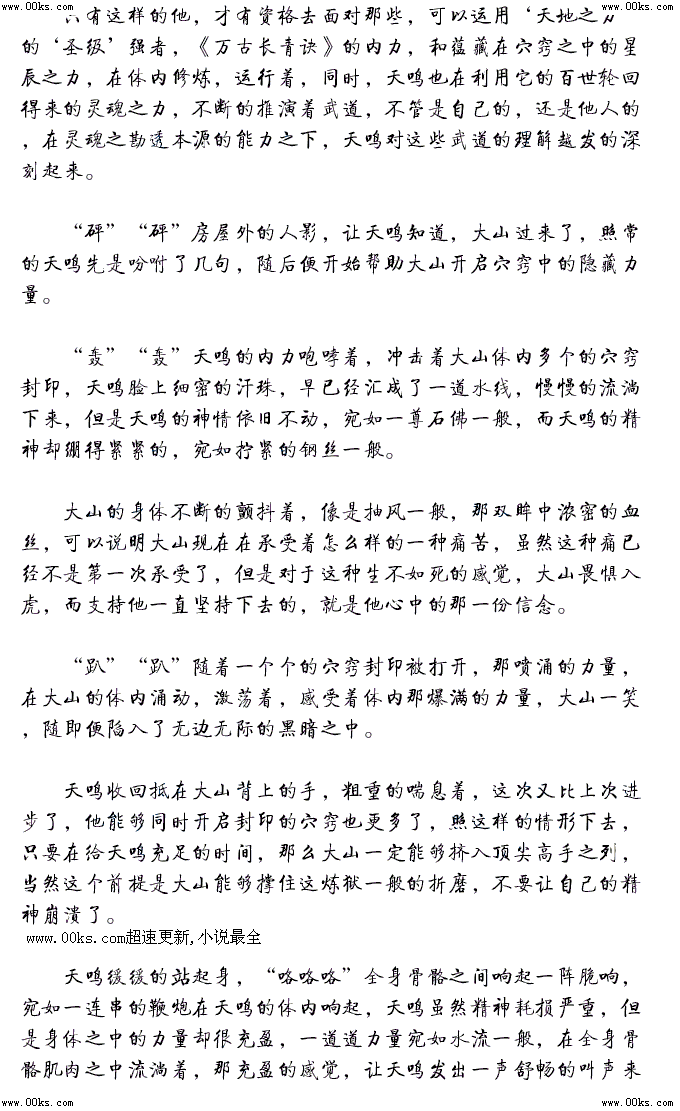 www.00ks.com www.00ks.com
只有这样的他，才有资格去面对那些，可以运用‘天地之力’
的‘圣级’强者，《万古长青诀》的内力，和蕴藏在穴窍之中的星
辰之力，在体内修炼，运行着，同时，天鸣也在利用它的百世轮回
得来的灵魂之力，不断的推演着武道，不管是自己的，还是他人的
，在灵魂之勘透本源的能力之下，天鸣对这些武道的理解越发的深
刻起来。
“砰”“砰”房屋外的人影，让天鸣知道，大山过来了，照常
的天鸣先是吩咐了几句，随后便开始帮助大山开启穴窍中的隐藏力
量。
“轰”“轰”天鸣的内力咆哮着，冲击着大山体内多个的穴窍
封印，天鸣脸上细密的汗珠，早已经汇成了一道水线，慢慢的流淌
下来，但是天鸣的神情依旧不动，宛如一尊石佛一般，而天鸣的精
神却绷得紧紧的，宛如拧紧的钢丝一般。
大山的身体不断的颤抖着，像是抽风一般，那双眸中浓密的血
丝，可以说明大山现在在承受着怎么样的一种痛苦，虽然这种痛已
经不是第一次承受了，但是对于这种生不如死的感觉，大山畏惧入
虎，而支持他一直坚持下去的，就是他心中的那一份信念。
“趴”“趴”随着一个个的穴窍封印被打开，那喷涌的力量，
在大山的体内涌动，激荡着，感受着体内那爆满的力量，大山一笑
，随即便陷入了无边无际的黑暗之中。
天鸣收回抵在大山背上的手，粗重的喘息着，这次又比上次进
步了，他能够同时开启封印的穴窍也更多了，照这样的情形下去，
只要在给天鸣充足的时间，那么大山一定能够挤入顶尖高手之列，
当然这个前提是大山能够撑住这炼狱一般的折磨，不要让自己的精
神崩溃了。
www.00ks.com超速更新,小说最全
天鸣缓缓的站起身，“咯咯咯”全身骨骼之间响起一阵脆响，
宛如一连串的鞭炮在天鸣的体内响起，天鸣虽然精神耗损严重，但
是身体之中的力量却很充盈，一道道力量宛如水流一般，在全身骨
骼肌肉之中流淌着，那充盈的感觉，让天鸣发出一声舒畅的叫声来
www.00ks.com www.00ks.com